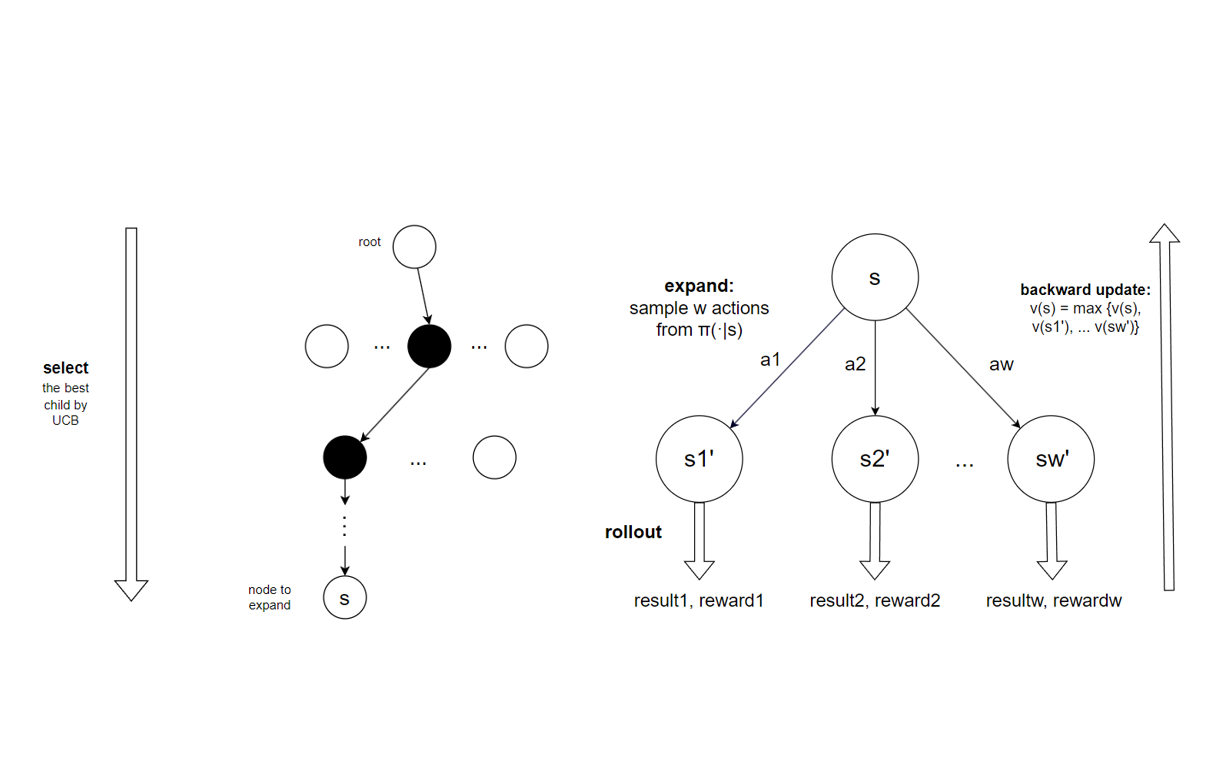 select
the best
child by
UCB
root
...
...
...
node to
expand
s
expand:
sample w actions
from π(·|s)
s
backward update:
v(s) = max {v(s),
v(s1'), ... v(sw')}
a1
a2
aw
s1'
s2'
...
sw'
rollout
result1, reward1
result2, reward2
resultw, rewardw